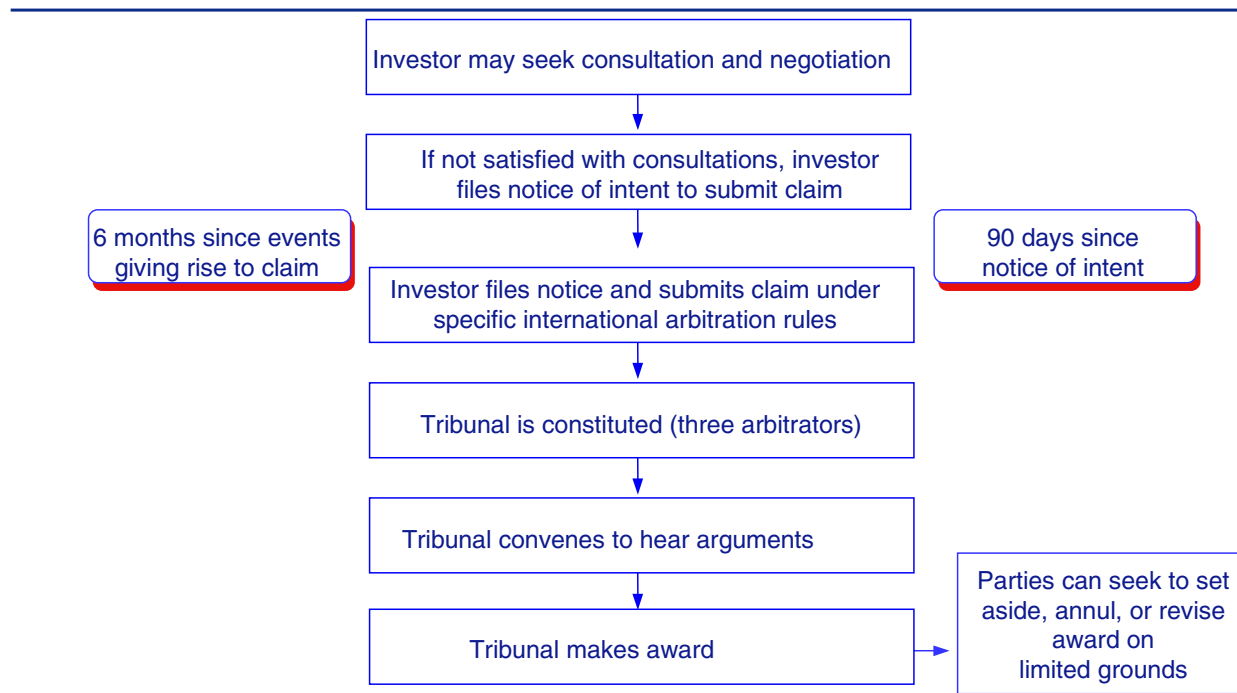 Investor may seek consultation and negotiation
If not satisfied with consultations, investor
files notice of intent to submit claim
6 months since events
giving rise to claim
90 days since
notice of intent
Investor files notice and submits claim under
specific international arbitration rules
Tribunal is constituted (three arbitrators)
Tribunal convenes to hear arguments
Tribunal makes award
Parties can seek to set
aside, annul, or revise
award on
limited grounds